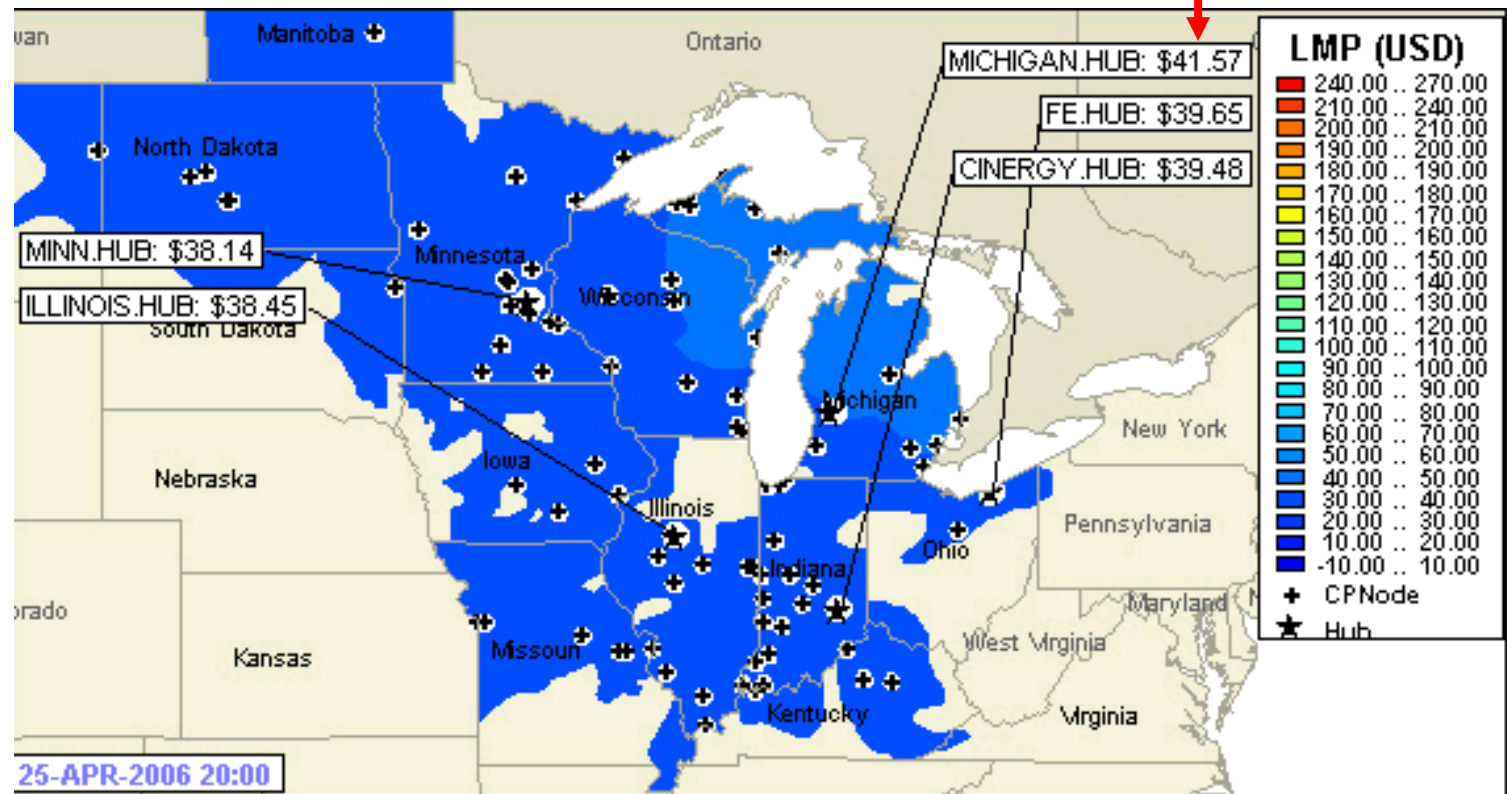 van
Manitoba
Ontario
MICHIGAN.HUB: $41.57
FE.HUB: $39.65
CINERGY.HUB: $39.48
North Dakota
MINN.HUB: $38.14
Minnesota
ILLINOIS.HUB: $38.45
Wisconsin
South Dakota
Michigan
New York
Nebraska
Iowa
Illinois
Pennsylvania
Ohio
Indiana
orado
Maryland
Kansas
Missouri
West Virginia
Kentucky
Virginia
25-APR-2006 20:00
LMP (USD)
240.00 .. 270.00
210.00 .. 240.00
200.00 .. 210.00
190.00 .. 200.00
180.00 .. 190.00
170.00 .. 180.00
160.00 .. 170.00
150.00 .. 160.00
140.00 .. 150.00
130.00 .. 140.00
120.00 .. 130.00
110.00 .. 120.00
100.00 .. 110.00
90.00 .. 100.00
80.00 .. 90.00
70.00 .. 80.00
60.00 .. 70.00
50.00 .. 60.00
40.00 .. 50.00
30.00 .. 40.00
20.00 .. 30.00
10.00 .. 20.00
-10.00 .. 10.00
CPNode
Hub